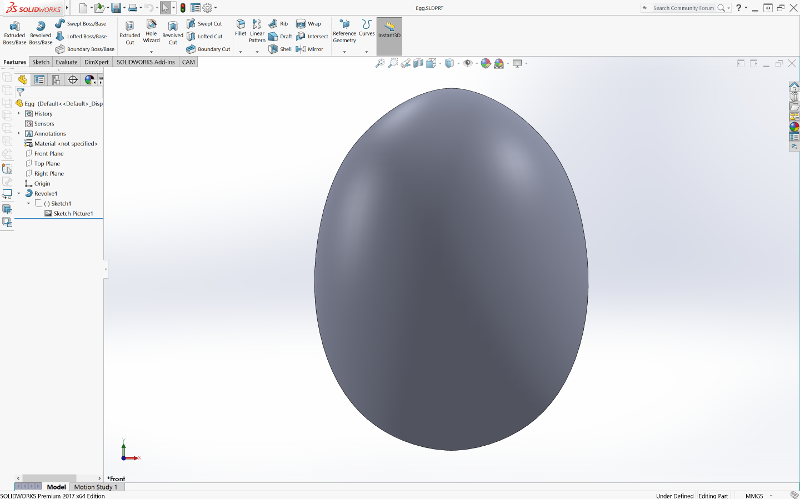 SOLIDWORKS
Egg.SLDPRT
Search Community Forum
Extruded Boss/Base
Revolved Boss/Base
Swept Boss/Base
Lofted Boss/Base
Boundary Boss/Base
Extruded Cut
Hole Wizard
Revolved Cut
Swept Cut
Lofted Cut
Boundary Cut
Fillet
Linear Pattern
Rib
Draft
Shell
Wrap
Intersect
Mirror
Reference Geometry
Curves
Instant3D
Features Sketch Evaluate DimXpert SOLIDWORKS Add-Ins CAM
Egg (Default<<Default>_Disp
History
Sensors
Annotations
Material <not specified>
Front Plane
Top Plane
Right Plane
Origin
Revolve1
(-) Sketch1
Sketch Picture1
*Front
Model Motion Study 1
SOLIDWORKS Premium 2017 x64 Edition
Under Defined Editing Part MMGS